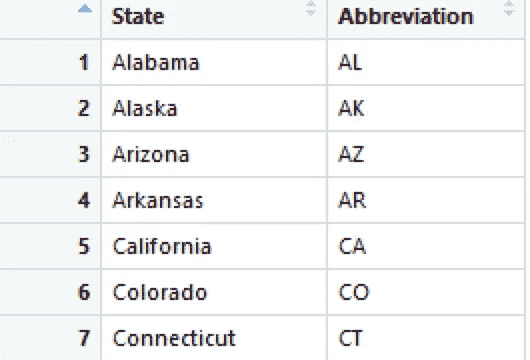 State Abbreviation
1 Alabama AL
2 Alaska AK
3 Arizona AZ
4 Arkansas AR
5 California CA
6 Colorado CO
7 Connecticut CT